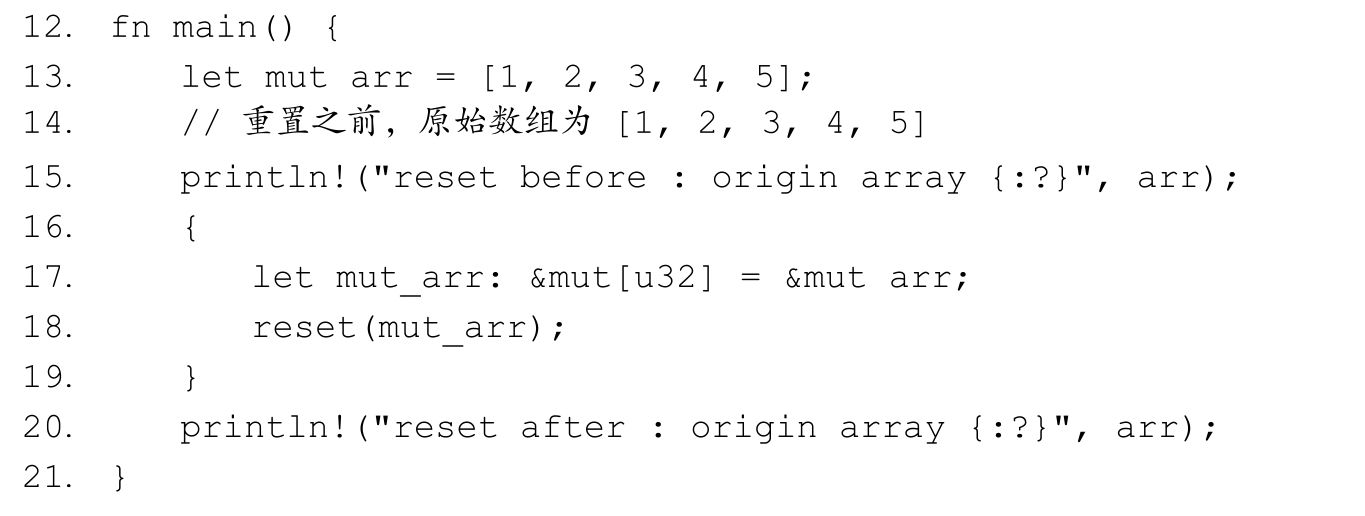 12. fn main() {
13. let mut arr = [1, 2, 3, 4, 5];
14. // 重置之前，原始数组为 [1, 2, 3, 4, 5]
15. println!("reset before : origin array {:?}", arr);
16. {
17. let mut_arr: &mut[u32] = &mut arr;
18. reset(mut_arr);
19. }
20. println!("reset after : origin array {:?}", arr);
21. }